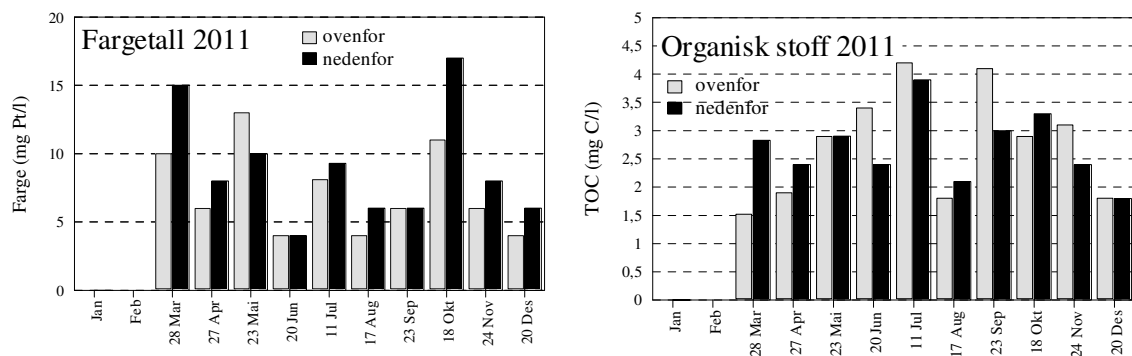 Fargetall 2011
ovenfor
nedenfor
Farge (mg Pt/l)
20
15
10
5
0
Jan
Feb
28 Mar
27 Apr
23 Mai
20 Jun
11 Jul
17 Aug
23 Sep
18 Okt
24 Nov
20 Des
Organisk stoff 2011
ovenfor
nedenfor
TOC (mg C/l)
5
4,5
4
3,5
3
2,5
2
1,5
1
0,5
0
Jan
Feb
28 Mar
27 Apr
23 Mai
20 Jun
11 Jul
17 Aug
23 Sep
18 Okt
24 Nov
20 Des